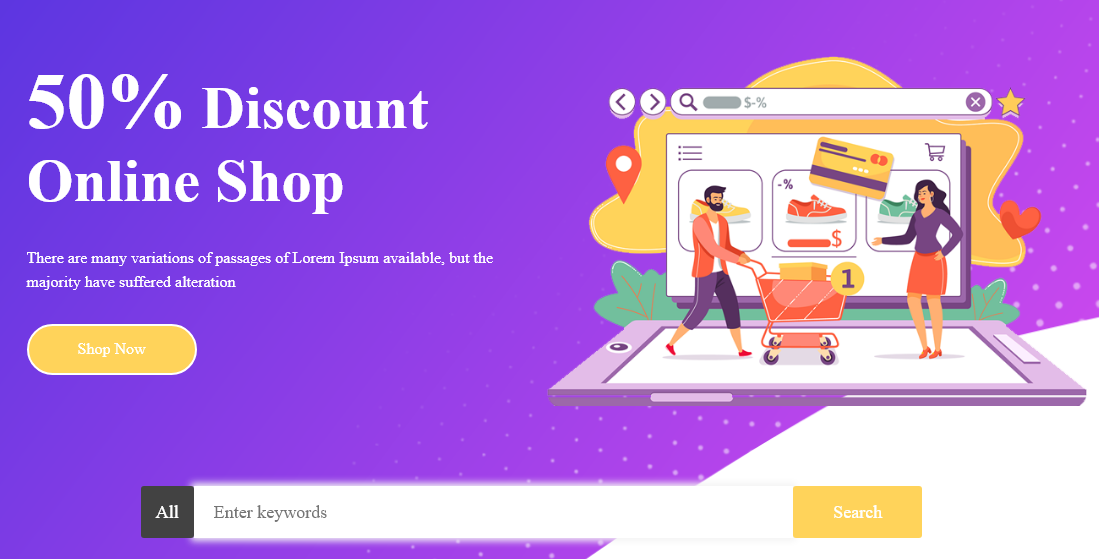 50% Discount
Online Shop
There are many variations of passages of Lorem Ipsum available, but the
majority have suffered alteration
Shop Now
$-%
-%
$
1
All
Enter keywords
Search